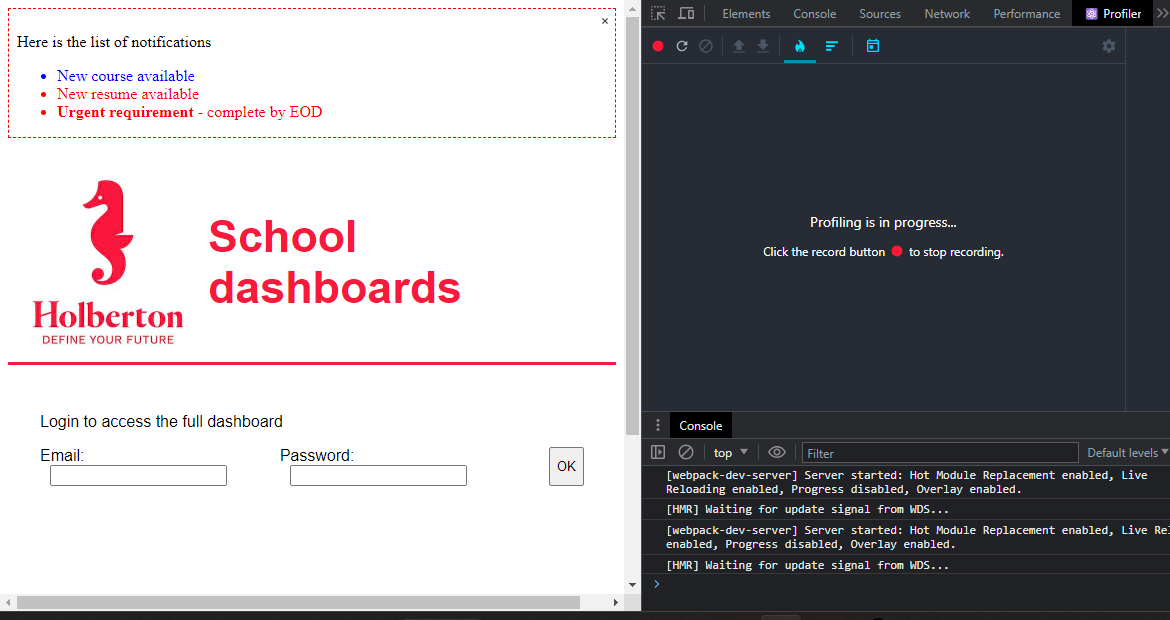 ×
Here is the list of notifications
• New course available
• New resume available
• Urgent requirement - complete by EOD
Holberton
DEFINE YOUR FUTURE
School
dashboards
Login to access the full dashboard
Email:
Password:
OK
Elements Console Sources Network Performance Profiler »
Profiling is in progress...
Click the record button to stop recording.
Console
top Filter Default levels
[webpack-dev-server] Server started: Hot Module Replacement enabled, Live
Reloading enabled, Progress disabled, Overlay enabled.
[HMR] Waiting for update signal from WDS...
[webpack-dev-server] Server started: Hot Module Replacement enabled, Live
enabled, Progress disabled, Overlay enabled.
[HMR] Waiting for update signal from WDS...
>